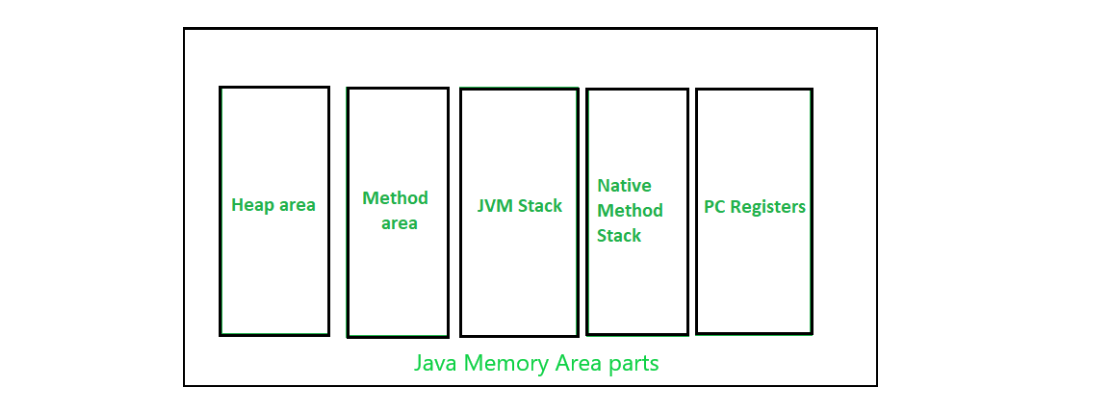 Heap area
Method
area
JVM Stack
Native
Method
Stack
PC Registers
Java Memory Area parts